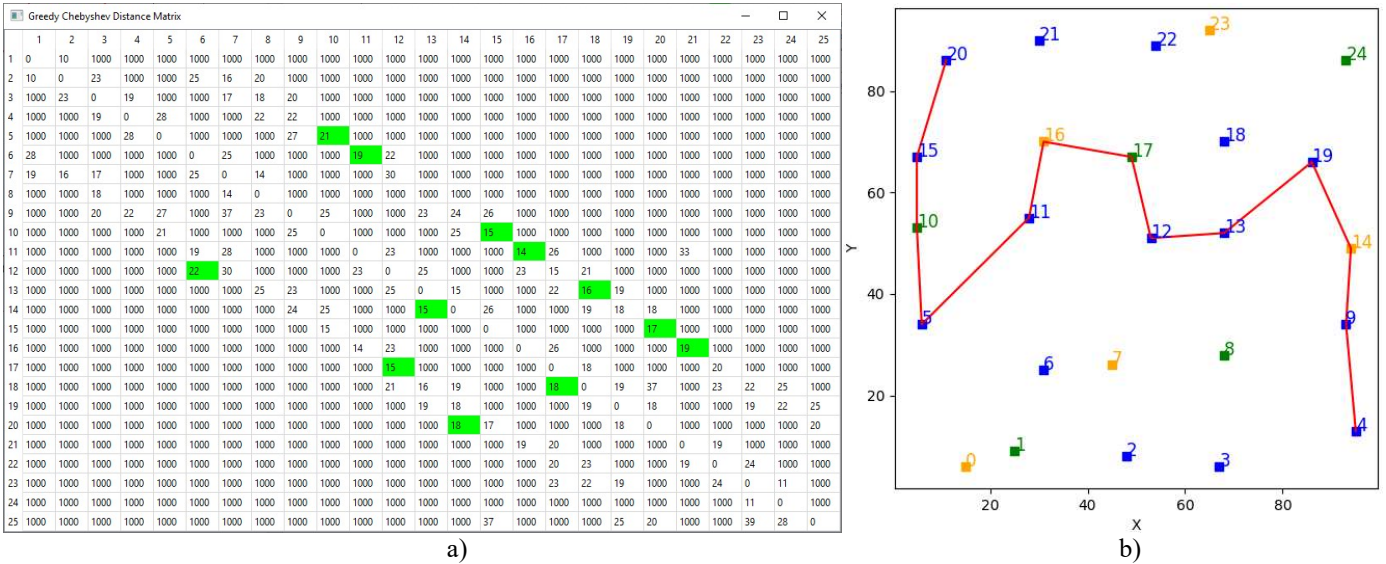 Greedy Chebyshev Distance Matrix
1 2 3 4 5 6 7 8 9 10 11 12 13 14 15 16 17 18 19 20 21 22 23 24 25
1 0 10 1000 1000 1000 1000 1000 1000 1000 1000 1000 1000 1000 1000 1000 1000 1000 1000 1000 1000 1000 1000 1000 1000 1000
2 10 0 23 1000 1000 25 16 20 1000 1000 1000 1000 1000 1000 1000 1000 1000 1000 1000 1000 1000 1000 1000 1000 1000
3 1000 23 0 19 1000 1000 17 18 20 1000 1000 1000 1000 1000 1000 1000 1000 1000 1000 1000 1000 1000 1000 1000 1000
4 1000 1000 19 0 28 1000 1000 22 22 1000 1000 1000 1000 1000 1000 1000 1000 1000 1000 1000 1000 1000 1000 1000 1000
5 1000 1000 1000 28 0 1000 1000 1000 27 21 1000 1000 1000 1000 1000 1000 1000 1000 1000 1000 1000 1000 1000 1000 1000
6 28 1000 1000 1000 1000 0 25 1000 1000 1000 19 22 1000 1000 1000 1000 1000 1000 1000 1000 1000 1000 1000 1000 1000
7 19 16 17 1000 1000 25 0 14 1000 1000 1000 30 1000 1000 1000 1000 1000 1000 1000 1000 1000 1000 1000 1000 1000
8 1000 1000 18 1000 1000 1000 14 0 1000 1000 1000 1000 1000 1000 1000 1000 1000 1000 1000 1000 1000 1000 1000 1000 1000
9 1000 1000 20 22 27 1000 37 23 0 25 1000 1000 23 24 26 1000 1000 1000 1000 1000 1000 1000 1000 1000 1000
10 1000 1000 1000 1000 21 1000 1000 1000 25 0 1000 1000 1000 25 15 1000 1000 1000 1000 1000 1000 1000 1000 1000 1000
11 1000 1000 1000 1000 1000 19 28 1000 1000 1000 0 23 1000 1000 1000 14 26 1000 1000 1000 33 1000 1000 1000 1000
12 1000 1000 1000 1000 1000 22 30 1000 1000 1000 23 0 25 1000 1000 23 15 21 1000 1000 1000 1000 1000 1000 1000
13 1000 1000 1000 1000 1000 1000 1000 25 23 1000 1000 25 0 15 1000 1000 22 16 19 1000 1000 1000 1000 1000 1000
14 1000 1000 1000 1000 1000 1000 1000 1000 24 25 1000 1000 15 0 26 1000 1000 19 18 18 1000 1000 1000 1000 1000
15 1000 1000 1000 1000 1000 1000 1000 1000 1000 15 1000 1000 1000 1000 0 1000 1000 1000 1000 17 1000 1000 1000 1000 1000
16 1000 1000 1000 1000 1000 1000 1000 1000 1000 1000 14 23 1000 1000 1000 0 26 1000 1000 1000 19 1000 1000 1000 1000
17 1000 1000 1000 1000 1000 1000 1000 1000 1000 1000 1000 15 1000 1000 1000 1000 0 18 1000 1000 1000 20 1000 1000 1000
18 1000 1000 1000 1000 1000 1000 1000 1000 1000 1000 1000 21 16 19 1000 1000 18 0 19 37 1000 23 22 25 1000
19 1000 1000 1000 1000 1000 1000 1000 1000 1000 1000 1000 1000 19 18 1000 1000 1000 19 0 18 1000 1000 19 22 25
20 1000 1000 1000 1000 1000 1000 1000 1000 1000 1000 1000 1000 1000 18 17 1000 1000 1000 18 0 1000 1000 1000 1000 20
21 1000 1000 1000 1000 1000 1000 1000 1000 1000 1000 1000 1000 1000 1000 1000 19 20 1000 1000 1000 0 19 1000 1000 1000
22 1000 1000 1000 1000 1000 1000 1000 1000 1000 1000 1000 1000 1000 1000 1000 1000 20 23 1000 1000 19 0 24 1000 1000
23 1000 1000 1000 1000 1000 1000 1000 1000 1000 1000 1000 1000 1000 1000 1000 1000 23 22 19 1000 1000 24 0 11 1000
24 1000 1000 1000 1000 1000 1000 1000 1000 1000 1000 1000 1000 1000 1000 1000 1000 1000 1000 1000 1000 1000 1000 11 0 1000
25 1000 1000 1000 1000 1000 1000 1000 1000 1000 1000 1000 1000 1000 1000 37 1000 1000 1000 25 20 1000 1000 39 28 0
a)
23
21
22
20
24
80
16
18
17
15
19
60
11
10
13
12
14
Y
40
5
9
8
7
6
20
4
1
2
0
3
20 40 60 80
X
b)